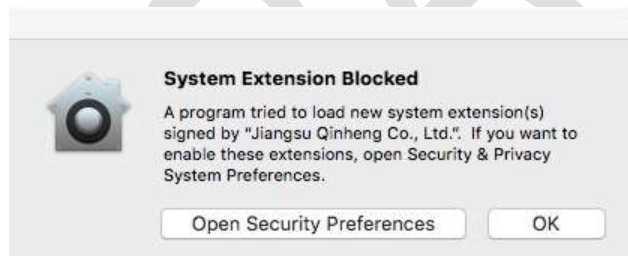 System Extension Blocked
A program tried to load new system extension(s)
signed by “Jiangsu Qinheng Co., Ltd.”.  If you want to
enable these extensions, open Security & Privacy
System Preferences.
Open Security Preferences
OK